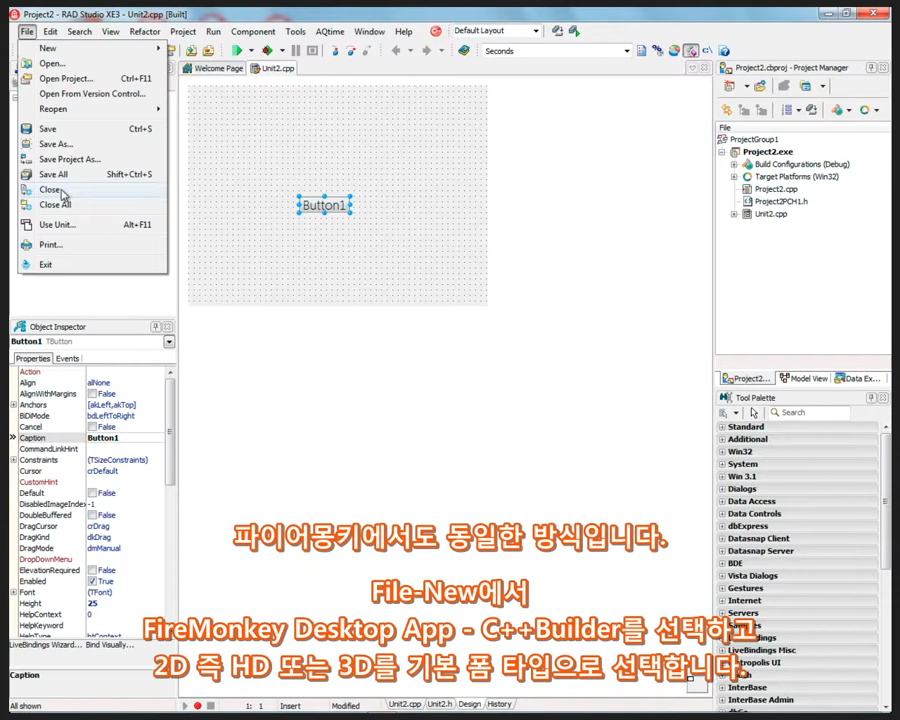 Project2 - RAD Studio XE3 - Unit2.cpp [Built]
File Edit Search View Refactor Project Run Component Tools AQtime Window Help Default Layout
Seconds
New
Open...
Open Project... Ctrl+F11
Open From Version Control...
Reopen
Save Ctrl+S
Save As...
Save Project As...
Save All Shift+Ctrl+S
Close
Close All
Use Unit... Alt+F11
Print...
Exit
Welcome Page Unit2.cpp
Button1
Project2.cbproj - Project Manager
File
ProjectGroup1
Project2.exe
Build Configurations (Debug)
Target Platforms (Win32)
Project2.cpp
Project2PCH1.h
Unit2.cpp
Project2... Model View Data Ex...
Object Inspector
Button1 TButton
Properties Events
Action
Align alNone
AlignWithMargins False
Anchors [akLeft,akTop]
BiDiMode bdLeftToRight
Cancel False
Caption Button1
CommandLinkHint
Constraints (TSizeConstraints)
Cursor crDefault
CustomHint
Default False
DisabledImageIndex -1
DoubleBuffered False
DragCursor crDrag
DragKind dkDrag
DragMode dmManual
DropDownMenu
ElevationRequired False
Enabled True
Font (TFont)
Height 25
HelpContext 0
HelpKeyword
LiveBindings Wizard... Bind Visually...
Caption
Tool Palette
Search
Standard
Additional
Win32
System
Win 3.1
Dialogs
Data Access
Data Controls
dbExpress
Datasnap Client
Datasnap Server
BDE
Vista Dialogs
Gestures
Internet
Servers
LiveBindings Misc
InterBase
InterBase Admin
파이어몽키에서도 동일한 방식입니다.
File-New에서
FireMonkey Desktop App - C++Builder를 선택하고
2D 즉 HD 또는 3D를 기본 폼 타입으로 선택합니다.
1: 1 Insert Modified Unit2.cpp Unit2.h Design History